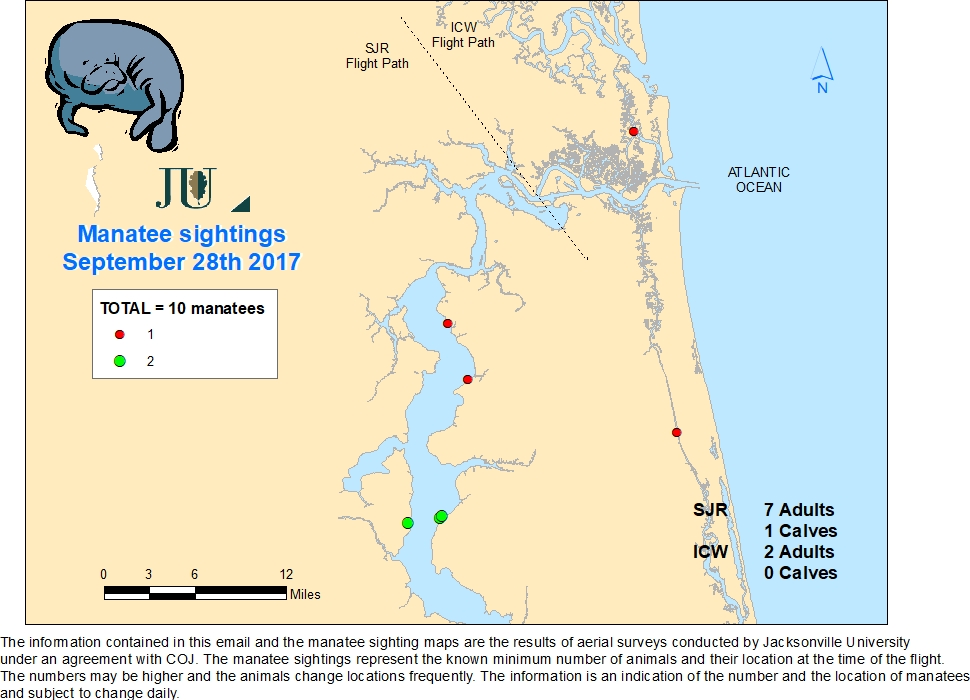 SJR
Flight Path
ICW
Flight Path
N
ATLANTIC
OCEAN
JU
Manatee sightings
September 28th 2017
TOTAL = 10 manatees
1
2
SJR 7 Adults
1 Calves
ICW 2 Adults
0 Calves
0 3 6 12
Miles
The information contained in this email and the manatee sighting maps are the results of aerial surveys conducted by Jacksonville University
under an agreement with COJ. The manatee sightings represent the known minimum number of animals and their location at the time of the flight.
The numbers may be higher and the animals change locations frequently. The information is an indication of the number and the location of manatees
and subject to change daily.